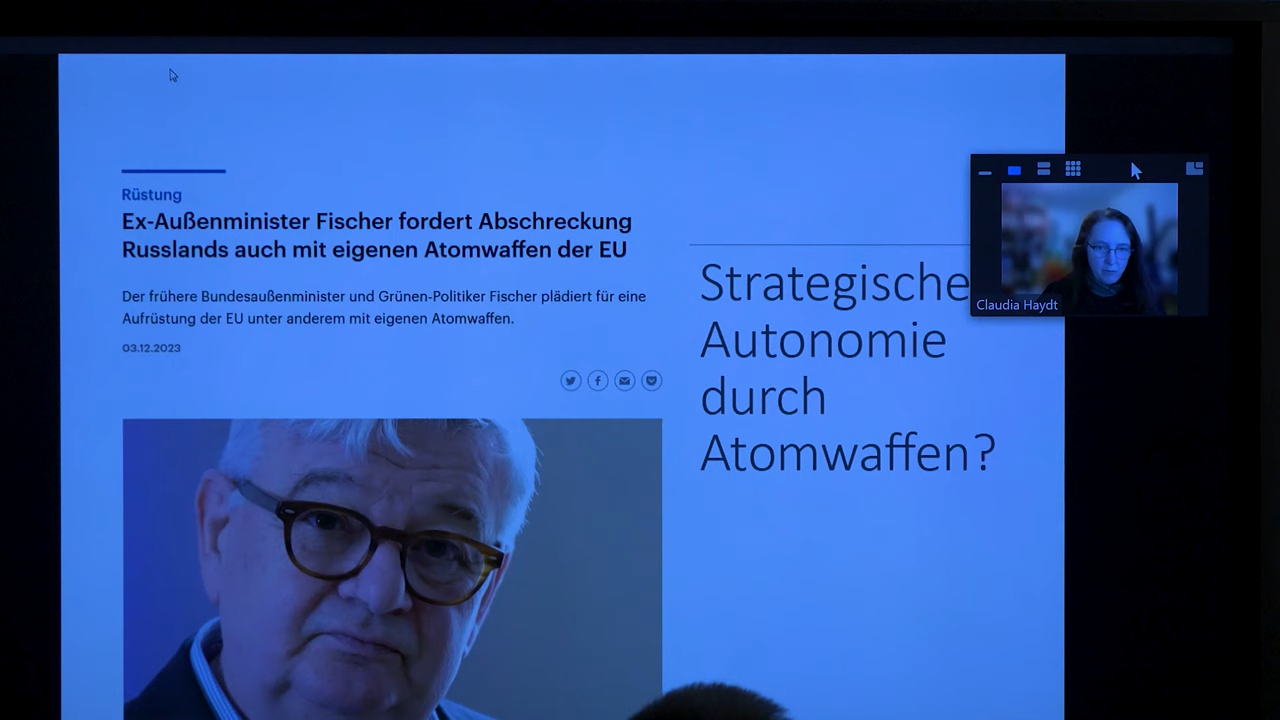 Rüstung
Ex-Außenminister Fischer fordert Abschreckung
Russlands auch mit eigenen Atomwaffen der EU
Der frühere Bundesaußenminister und Grünen-Politiker Fischer plädiert für eine
Aufrüstung der EU unter anderem mit eigenen Atomwaffen.
03.12.2023
Strategische
Autonomie
durch
Atomwaffen?
Claudia Haydt